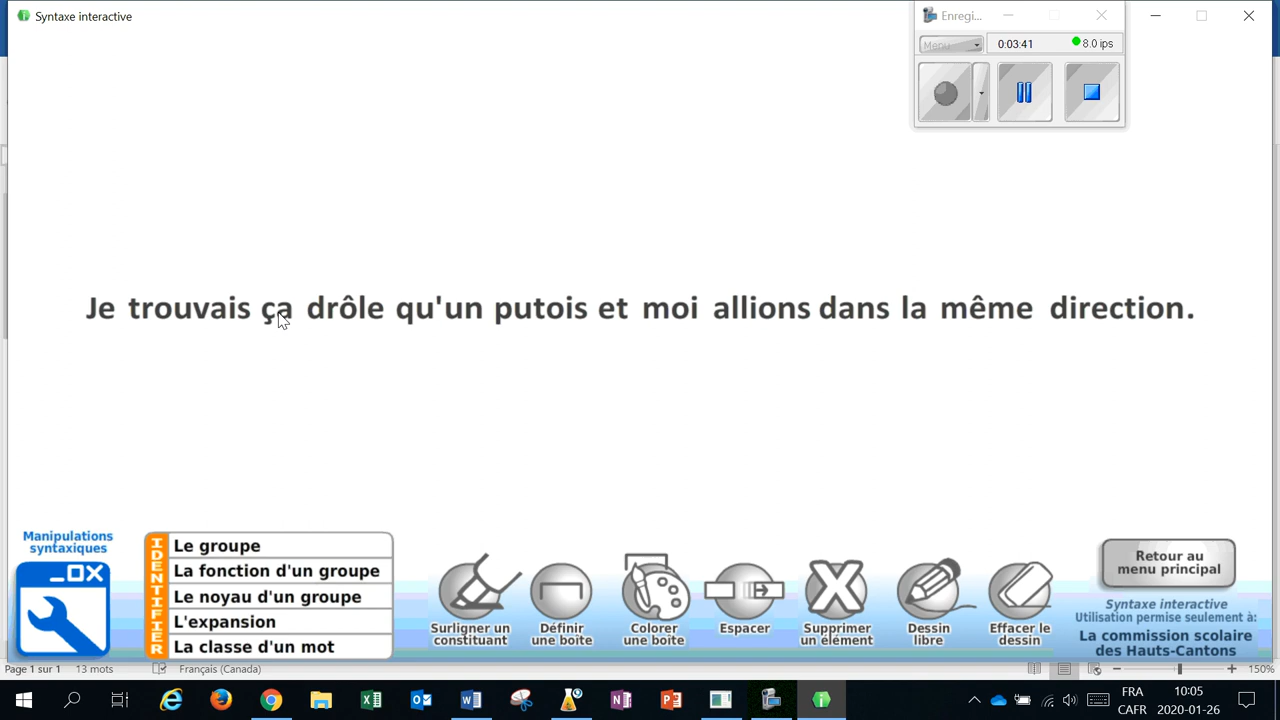 Syntaxe interactive
Enregi...
Menu
0:03:41
8.0 ips
Je trouvais ça drôle qu'un putois et moi allions dans la même direction.
Manipulations
syntaxiques
IDENTIFIER
Le groupe
La fonction d'un groupe
Le noyau d'un groupe
L'expansion
La classe d'un mot
Surligner un
constituant
Définir
une boîte
Colorer
une boîte
Espacer
Supprimer
un élément
Dessin
libre
Effacer le
dessin
Retour au
menu principal
Syntaxe interactive
Utilisation permise seulement à:
La commission scolaire
des Hauts-Cantons
Page 1 sur 1
13 mots
Français (Canada)
150%
FRA
CAFR
10:05
2020-01-26